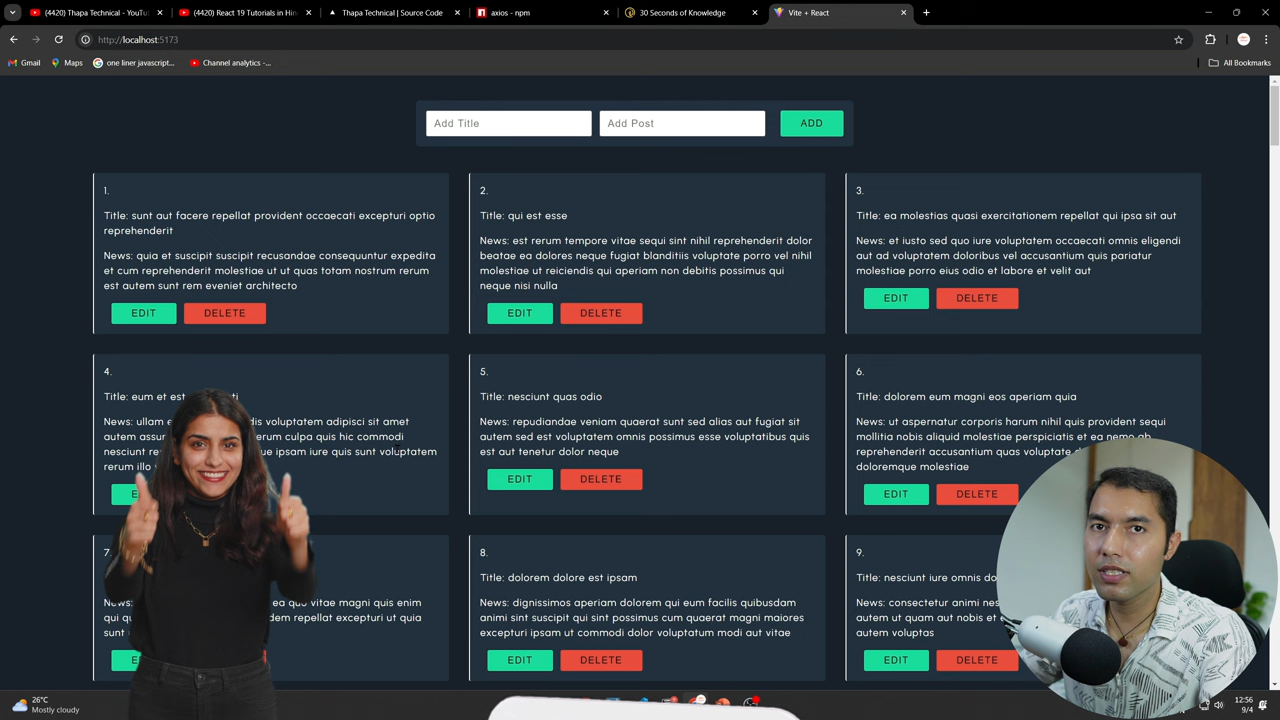 (4420) Thapa Technical - YouTu
(4420) React 19 Tutorials in Hin
Thapa Technical | Source Code
axios - npm
30 Seconds of Knowledge
Vite + React
http://localhost:5173
Gmail
Maps
one liner javascript...
Channel analytics -...
All Bookmarks
Add Title
Add Post
ADD
1.
Title: sunt aut facere repellat provident occaecati excepturi optio
reprehenderit
News: quia et suscipit suscipit recusandae consequuntur expedita
et cum reprehenderit molestiae ut ut quas totam nostrum rerum
est autem sunt rem eveniet architecto
EDIT
DELETE
2.
Title: qui est esse
News: est rerum tempore vitae sequi sint nihil reprehenderit dolor
beatae ea dolores neque fugiat blanditiis voluptate porro vel nihil
molestiae ut reiciendis qui aperiam non debitis possimus qui
neque nisi nulla
EDIT
DELETE
3.
Title: ea molestias quasi exercitationem repellat qui ipsa sit aut
News: et iusto sed quo iure voluptatem occaecati omnis eligendi
aut ad voluptatem doloribus vel accusantium quis pariatur
molestiae porro eius odio et labore et velit aut
EDIT
DELETE
4.
Title: eum et est
News: ullam voluptatem adipisci sit amet
autem culpa quis hic commodi
nesciunt ipsam iure quis sunt voluptatem
rerum illo
5.
Title: nesciunt quas odio
News: repudiandae veniam quaerat sunt sed alias aut fugiat sit
autem sed est voluptatem omnis possimus esse voluptatibus quis
est aut tenetur dolor neque
EDIT
DELETE
6.
Title: dolorem eum magni eos aperiam quia
News: ut aspernatur corporis harum nihil quis provident sequi
mollitia nobis aliquid molestiae perspiciatis et ea nemo ab
reprehenderit accusantium quas voluptate
doloremque molestiae
EDIT
DELETE
7.
ea quo vitae magni quis enim
qui repellat excepturi ut quia
sunt
8.
Title: dolorem dolore est ipsam
News: dignissimos aperiam dolorem qui eum facilis quibusdam
animi sint suscipit qui sint possimus cum quaerat magni maiores
excepturi ipsam ut commodi dolor voluptatum modi aut vitae
EDIT
DELETE
9.
Title: nesciunt iure omnis
News: consectetur animi
autem ut quam aut nobis et
autem voluptas
EDIT
DELETE
26°C
Mostly cloudy
12:56
9/4